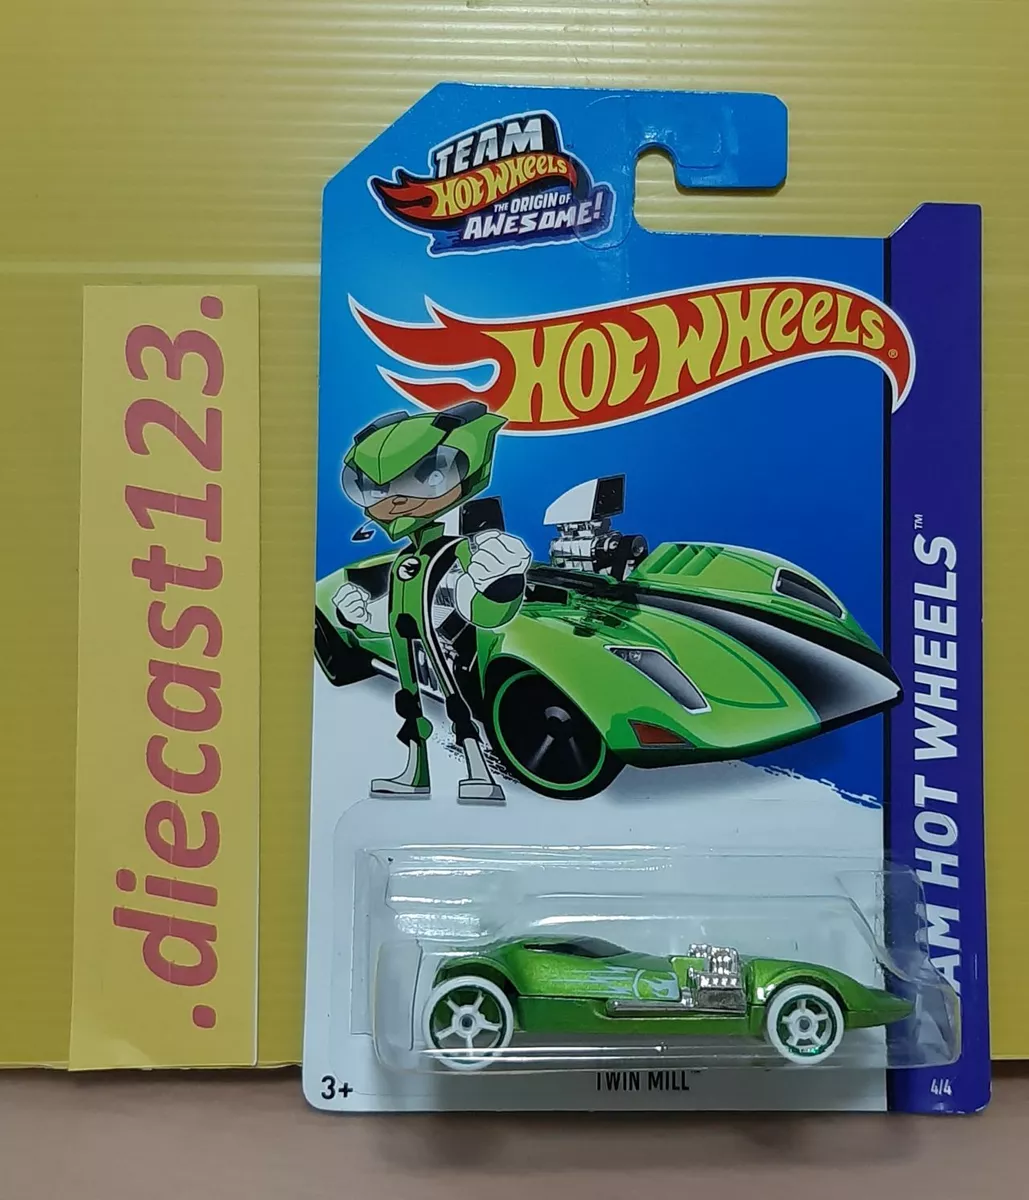 TEAM
HOT WHEELS
THE ORIGIN OF
AWESOME!
HOT WHEELS®
.diecast123.
AM HOT WHEELS™
3+
TWIN MILL™
4/4